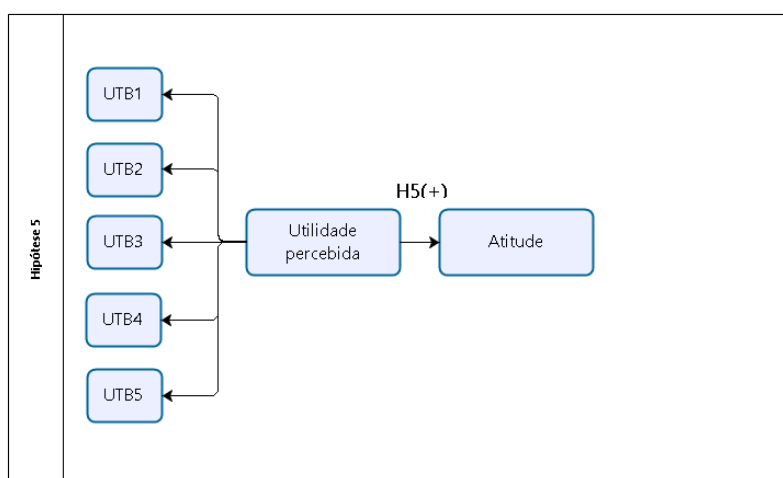 Hipótese 5
UTB1
UTB2
UTB3
UTB4
UTB5
Utilidade
percebida
H5(+)
Atitude